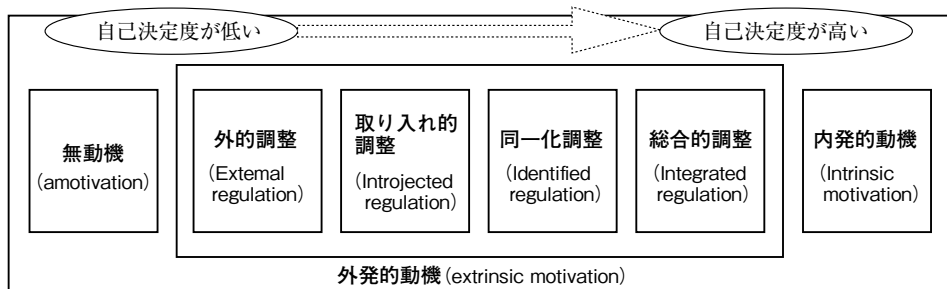 自己決定度が低い
自己決定度が高い
無動機
(amotivation)
外的調整
(Extemal
regulation)
取り入れ的
調整
(Introjected
regulation)
同一化調整
(Identified
regulation)
総合的調整
(Integrated
regulation)
内発的動機
(Intrinsic
motivation)
外発的動機(extrinsic motivation)